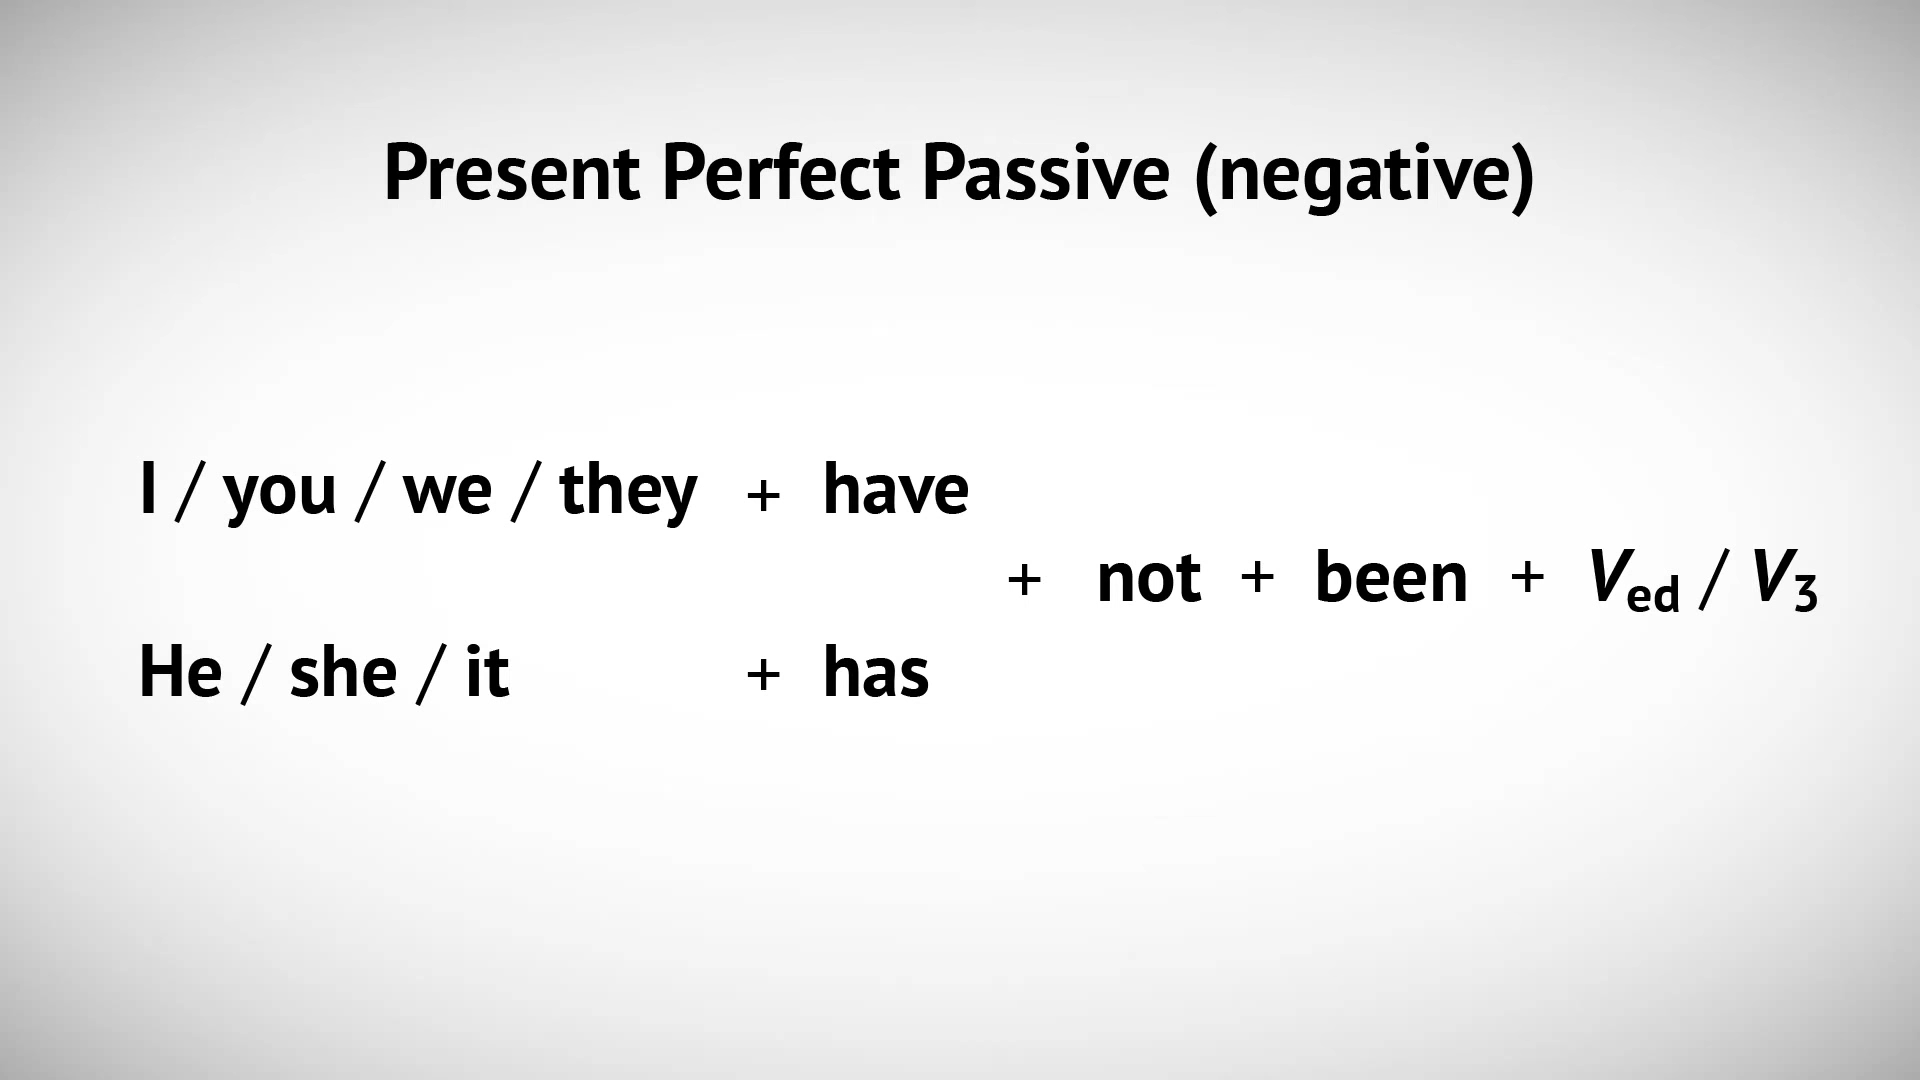 Present Perfect Passive (negative)
I / you / we / they + have
+ not + been + Ved / V3
He / she / it + has